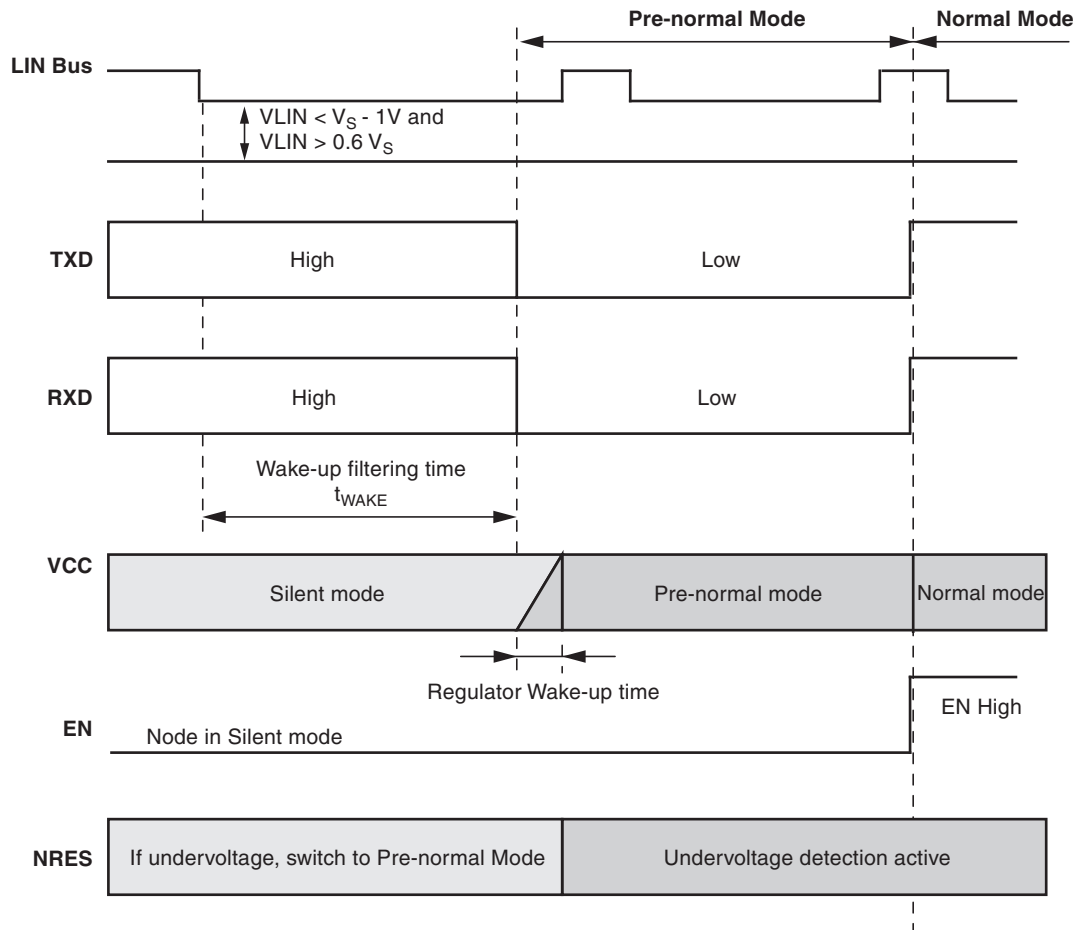 Pre-normal Mode
Normal Mode
LIN Bus
VLIN < VS - 1V and
VLIN > 0.6 VS
TXD
High
Low
RXD
High
Low
Wake-up filtering time
tWAKE
VCC
Silent mode
Pre-normal mode
Normal mode
Regulator Wake-up time
EN
Node in Silent mode
EN High
NRES
If undervoltage, switch to Pre-normal Mode
Undervoltage detection active